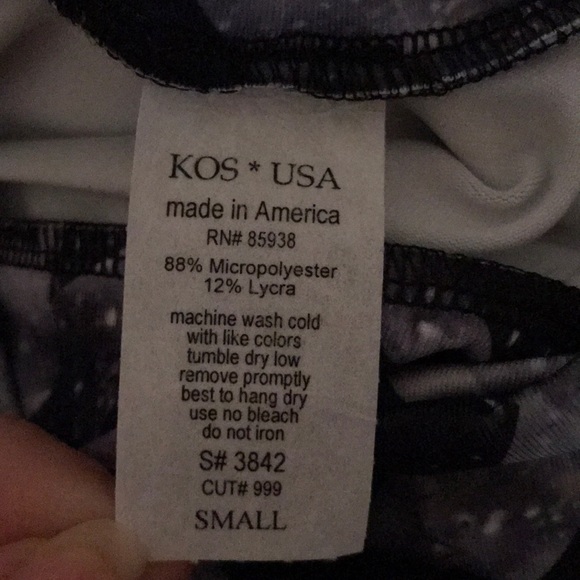 KOS * USA
made in America
RN# 85938
88% Micropolyester
12% Lycra
machine wash cold
with like colors
tumble dry low
remove promptly
best to hang dry
use no bleach
do not iron
S# 3842
CUT# 999
SMALL